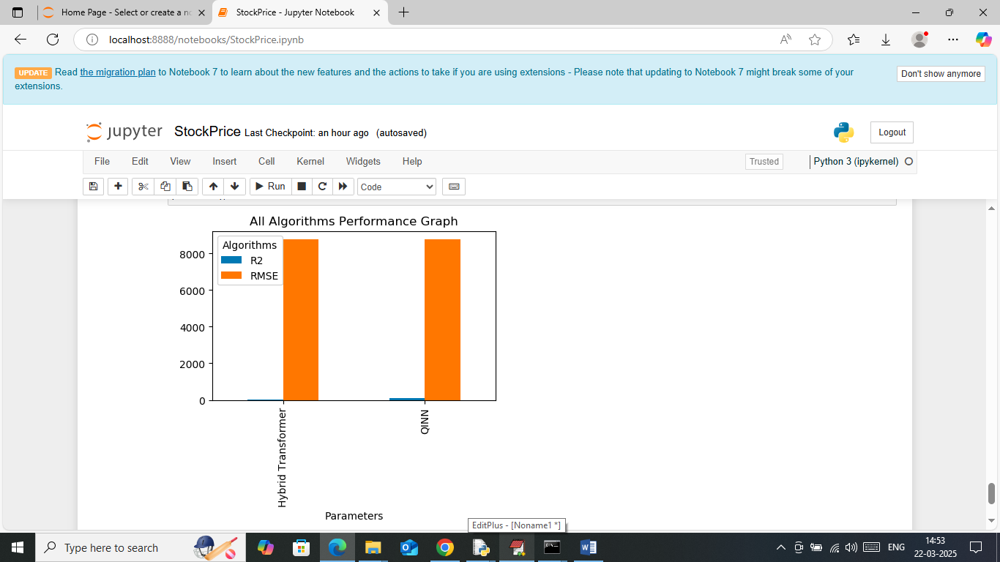 Home Page - Select or create a no
StockPrice - Jupyter Notebook
localhost:8888/notebooks/StockPrice.ipynb
UPDATE Read the migration plan to Notebook 7 to learn about the new features and the actions to take if you are using extensions - Please note that updating to Notebook 7 might break some of your
extensions.
Don't show anymore
jupyter StockPrice Last Checkpoint: an hour ago (autosaved)
Logout
File Edit View Insert Cell Kernel Widgets Help
Trusted
Python 3 (ipykernel)
Run
Code
All Algorithms Performance Graph
Algorithms
R2
RMSE
8000
6000
4000
2000
0
Hybrid Transformer
QINN
Parameters
EditPlus - [Noname1 *]
Type here to search
ENG
14:53
22-03-2025